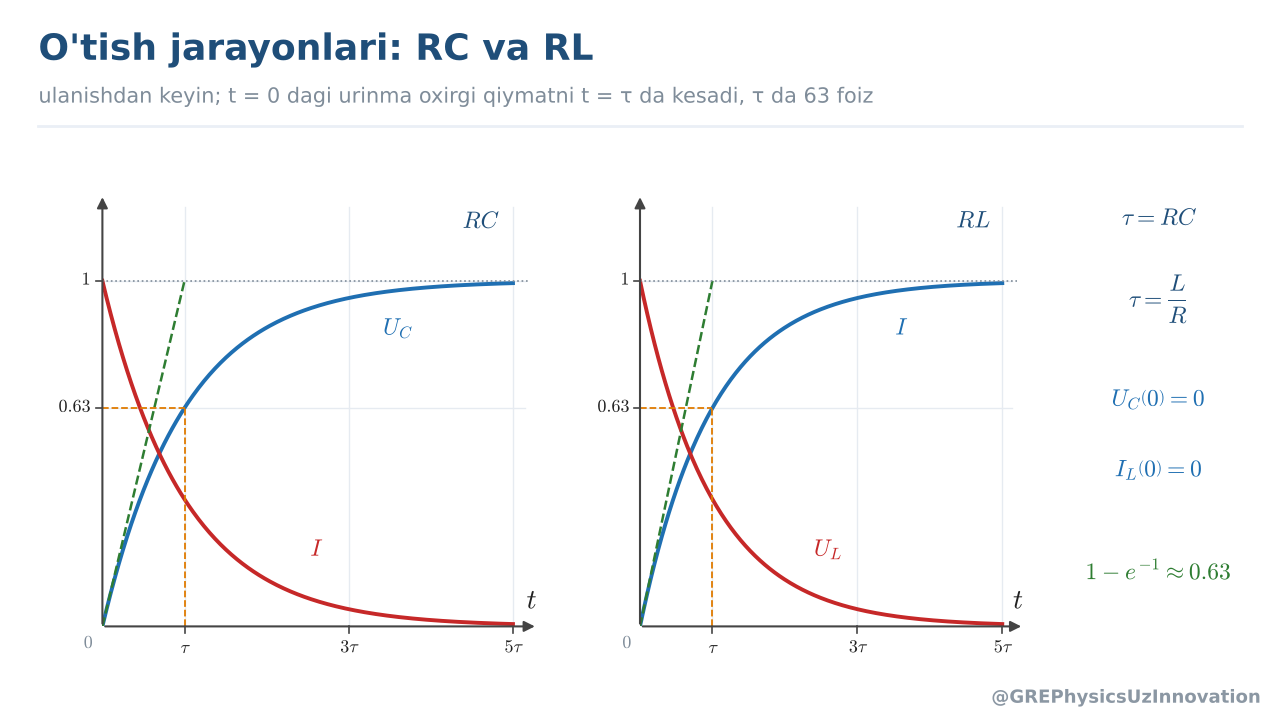 O'tish jarayonlari: RC va RL
ulanishdan keyin; t = 0 dagi urinma oxirgi qiymatni t = τ da kesadi, τ da 63 foiz
RC
1
U_C
0.63
I
t
0
τ
3τ
5τ
RL
1
I
0.63
U_L
t
0
τ
3τ
5τ
τ = RC
τ = L/R
U_C(0) = 0
I_L(0) = 0
1 − e^{−1} ≈ 0.63
@GREPhysicsUzInnovation